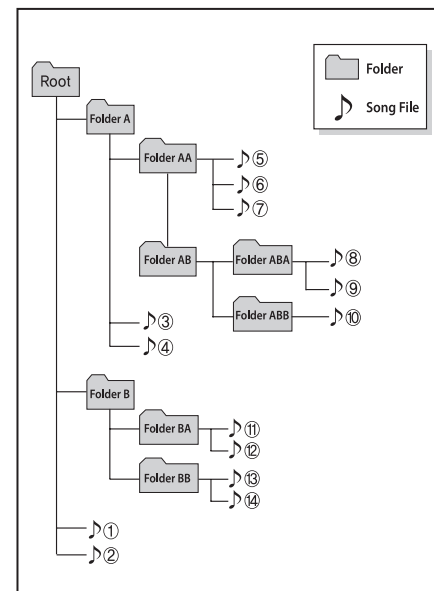 Root
Folder
Song File
Folder A
Folder AA
⑤
⑥
⑦
Folder AB
Folder ABA
⑧
⑨
Folder ABB
⑩
③
④
Folder B
Folder BA
⑪
⑫
Folder BB
⑬
⑭
①
②